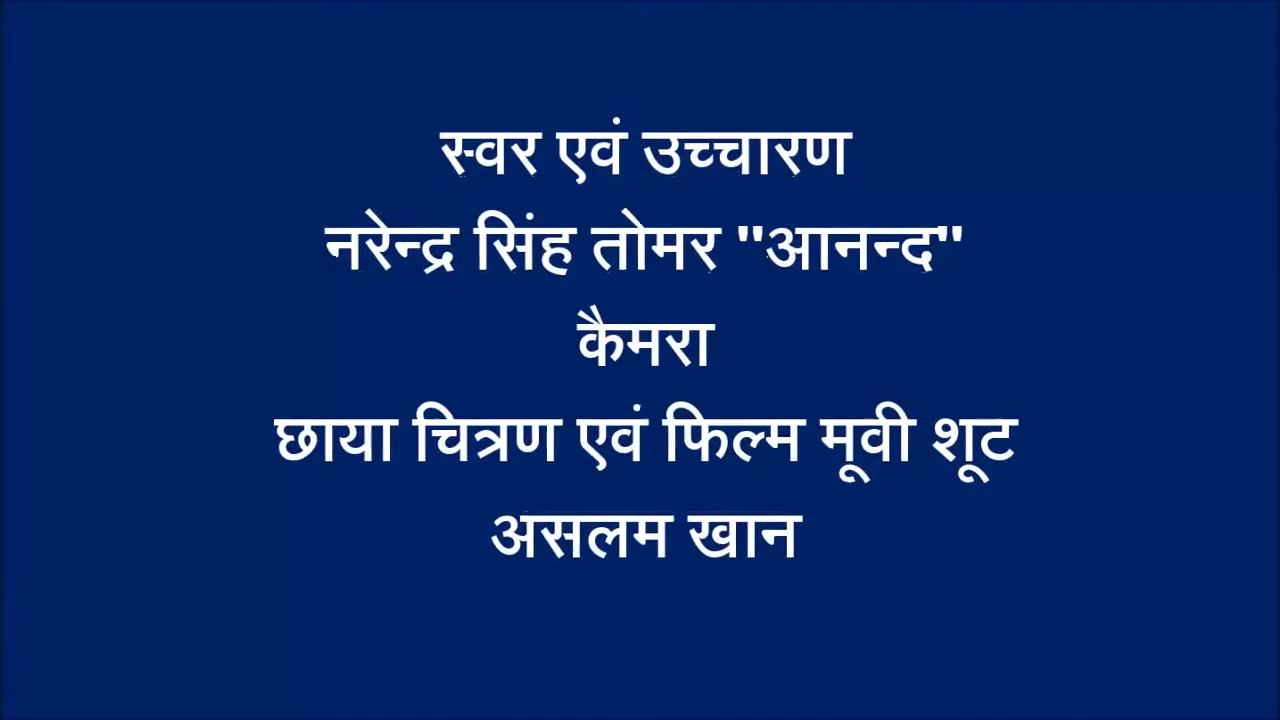 स्वर एवं उच्चारण
नरेन्द्र सिंह तोमर "आनन्द"
कैमरा
छाया चित्रण एवं फिल्म मूवी शूट
असलम खान